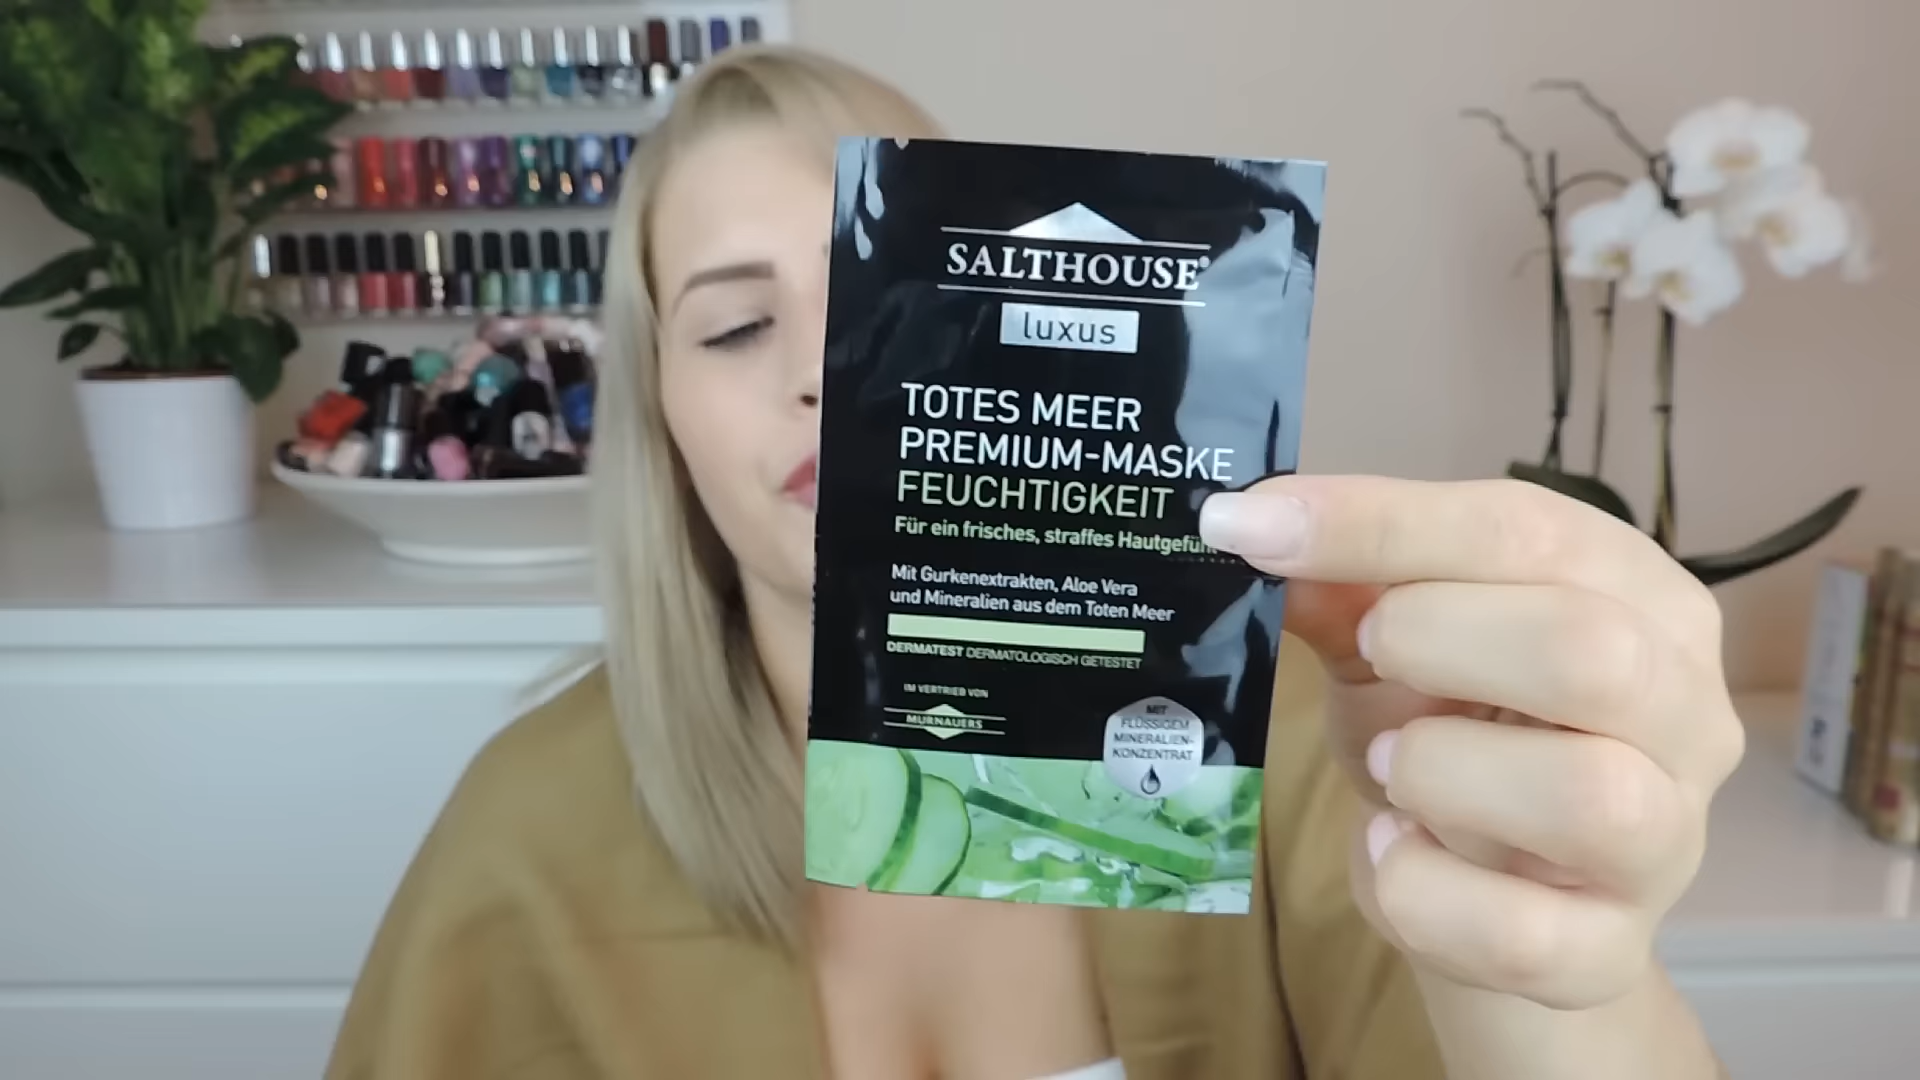 SALTHOUSE®
luxus
TOTES MEER
PREMIUM-MASKE
FEUCHTIGKEIT
Für ein frisches, straffes Hautgefühl
Mit Gurkenextrakten, Aloe Vera
und Mineralien aus dem Toten Meer
DERMATEST DERMATOLOGISCH GETESTET
IM VERTRIEB VON
MURNAUERS
MIT
FLÜSSIGEM
MINERALIEN-
KONZENTRAT